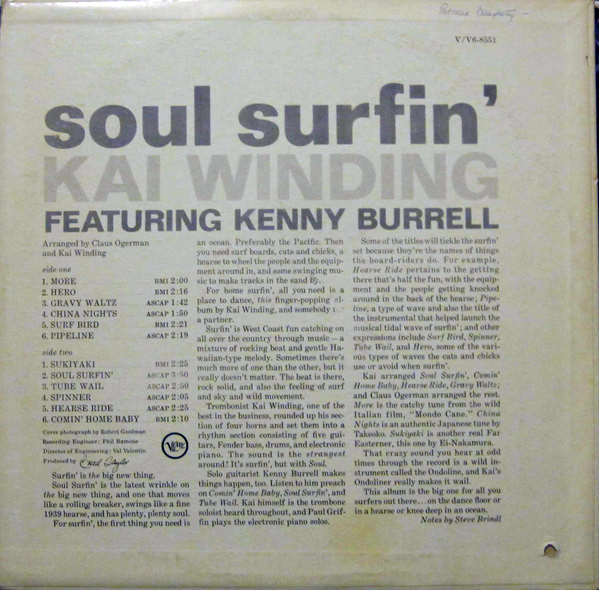 Patricia Daugherty –
V/V6-8551
soul surfin’
KAI WINDING
FEATURING KENNY BURRELL
Arranged by Claus Ogerman
and Kai Winding
side one
1. MORE BMI 2:00
2. HERO BMI 2:16
3. GRAVY WALTZ ASCAP 1:42
4. CHINA NIGHTS ASCAP 1:50
5. SURF BIRD BMI 2:21
6. PIPELINE ASCAP 2:19
side two
1. SUKIYAKI BMI 2:25
2. SOUL SURFIN’ ASCAP 3:50
3. TUBE WAIL ASCAP 2:50
4. SPINNER ASCAP 2:05
5. HEARSE RIDE ASCAP 2:25
6. COMIN’ HOME BABY BMI 2:10
Cover photograph by Robert Goodman
Recording Engineer: Phil Ramone
Director of Engineering: Val Valentin
Produced by Creed Taylor
VERVE
Surfin’ is the big new thing.
Soul Surfin’ is the latest wrinkle on
the big new thing, and one that moves
like a rolling breaker, swings like a fine
1939 hearse, and has plenty, plenty soul.
For surfin’, the first thing you need is
an ocean. Preferably the Pacific. Then
you need surf boards, cats and chicks, a
hearse to wheel the people and the equip-
ment around in, and some swinging mu-
sic to make tracks in the sand by.
For home surfin’, all you need is a
place to dance, this finger-popping al-
bum by Kai Winding, and somebody
a partner.
Surfin’ is West Coast fun catching on
all over the country through music – a
mixture of rocking beat and gentle Ha-
waiian-type melody. Sometimes there’s
much more of one than the other, but it
really doesn’t matter. The beat is there,
rock solid, and also the feeling of surf
and sky and wild movement.
Trombonist Kai Winding, one of the
best in the business, rounded up his sec-
tion of four horns and set them into a
rhythm section consisting of five gui-
tars, Fender bass, drums, and electronic
piano. The sound is the strangest
around! It’s surfin’, but with Soul.
Solo guitarist Kenny Burrell makes
things happen, too. Listen to him preach
on Comin’ Home Baby, Soul Surfin’, and
Tube Wail. Kai himself is the trombone
soloist heard throughout, and Paul Grif-
fin plays the electronic piano solos.
Some of the titles will tickle the surfin’
set because they’re the names of things
the board-riders do. For example,
Hearse Ride pertains to the getting
there that’s half the fun, with the equip-
ment and the people getting knocked
around in the back of the hearse; Pipe-
line, a type of wave and also the title of
the instrumental that helped launch the
musical tidal wave of surfin’; and other
expressions include Surf Bird, Spinner,
Tube Wail, and Hero, some of the vari-
ous types of waves the cats and chicks
use or avoid when surfin’.
Kai arranged Soul Surfin’, Comin’
Home Baby, Hearse Ride, Gravy Waltz;
and Claus Ogerman arranged the rest.
More is the catchy tune from the wild
Italian film, “Mondo Cane.” China
Nights is an authentic Japanese tune by
Takeoko. Sukiyaki is another real Far
Easterner, this one by Ei-Nakamura.
That crazy sound you hear at odd
times through the record is a wild in-
strument called the Ondoline, and Kai’s
Ondoliner really makes it wail.
This album is the big one for all you
surfers out there... on the dance floor or
in a hearse or knee deep in an ocean.
Notes by Steve Brindl